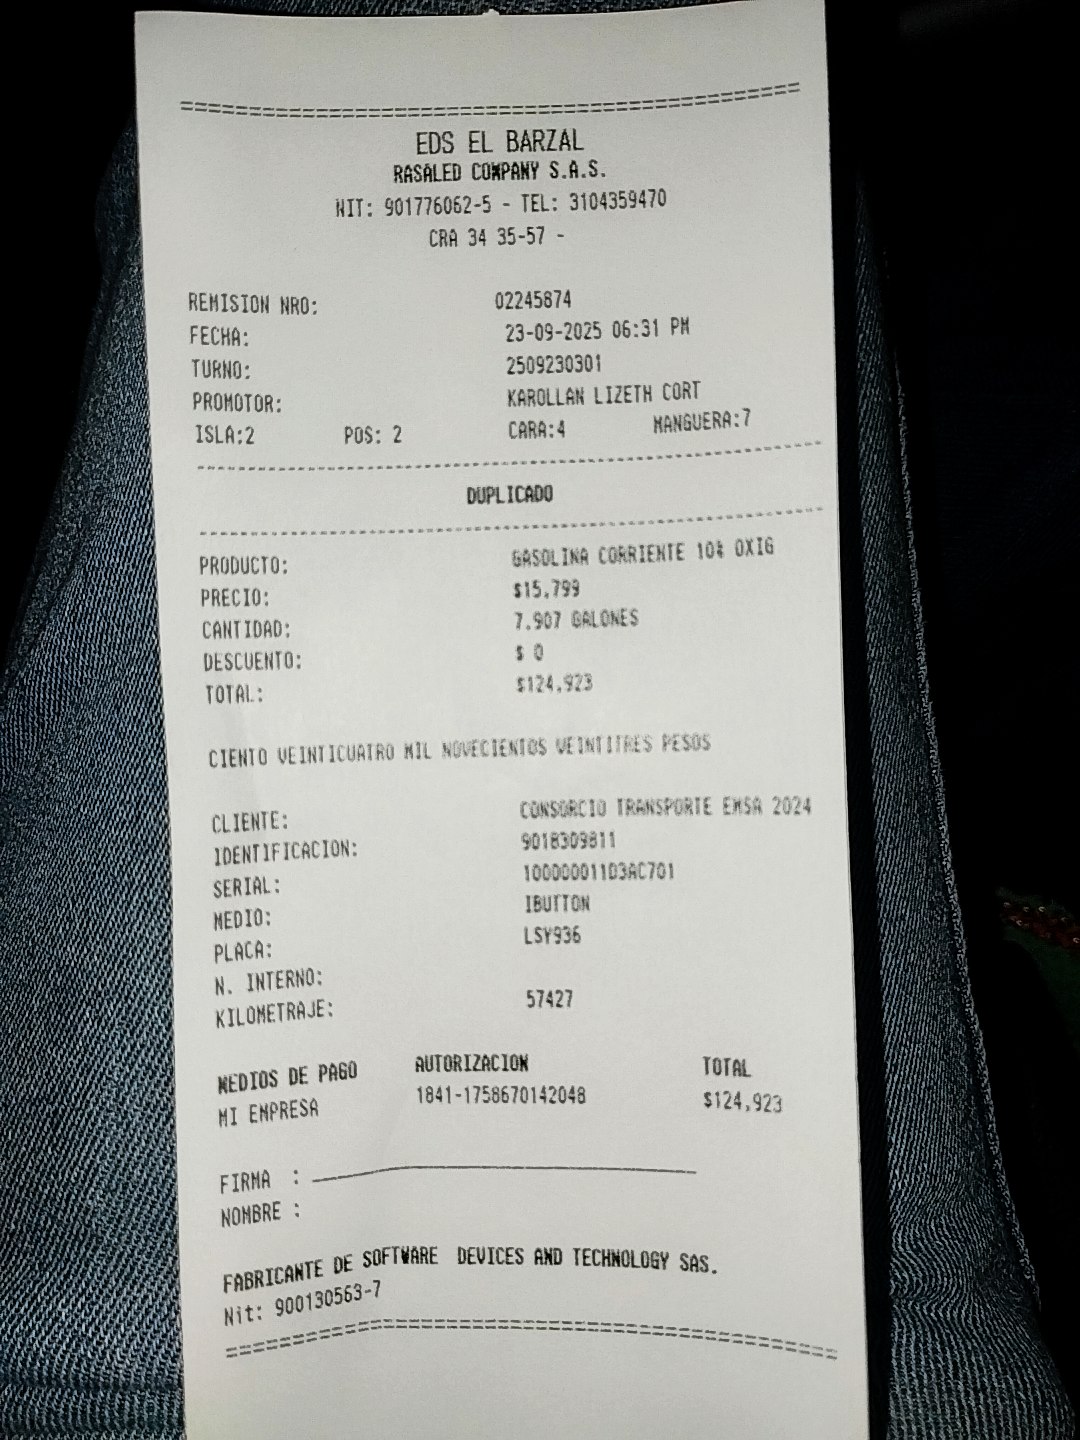 EDS EL BARZAL
RASALED COMPANY S.A.S.
NIT: 901776062-5 - TEL: 3104359470
CRA 34 35-57 -
REMISION NRO: 02245874
FECHA: 23-09-2025 06:31 PM
TURNO: 2509230301
PROMOTOR: KAROLLAN LIZETH CORT
ISLA:2 POS: 2 CARA:4 MANGUERA:7
DUPLICADO
PRODUCTO: GASOLINA CORRIENTE 10% OXIG
PRECIO: $15,799
CANTIDAD: 7.907 GALONES
DESCUENTO: $ 0
TOTAL: $124,923
CIENTO VEINTICUATRO MIL NOVECIENTOS VEINTITRES PESOS
CLIENTE: CONSORCIO TRANSPORTE EMSA 2024
IDENTIFICACION: 9018309811
SERIAL: 10000001103AC701
MEDIO: IBUTTON
PLACA: LSY936
N. INTERNO:
KILOMETRAJE: 57427
MEDIOS DE PAGO AUTORIZACION TOTAL
MI EMPRESA 1841-1758670142048 $124,923
FIRMA :
NOMBRE :
FABRICANTE DE SOFTWARE DEVICES AND TECHNOLOGY SAS.
Nit: 900130563-7